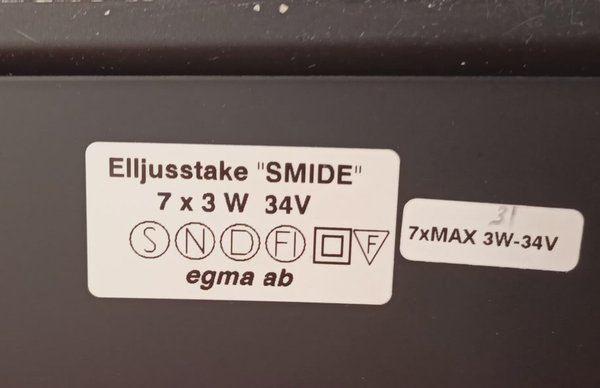 Elljusstake "SMIDE"
7 x 3 W 34V
S N D FI F
egma ab
31
7xMAX 3W-34V